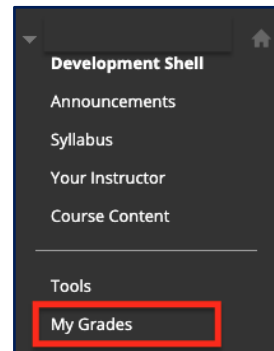 Development Shell
Announcements
Syllabus
Your Instructor
Course Content
Tools
My Grades